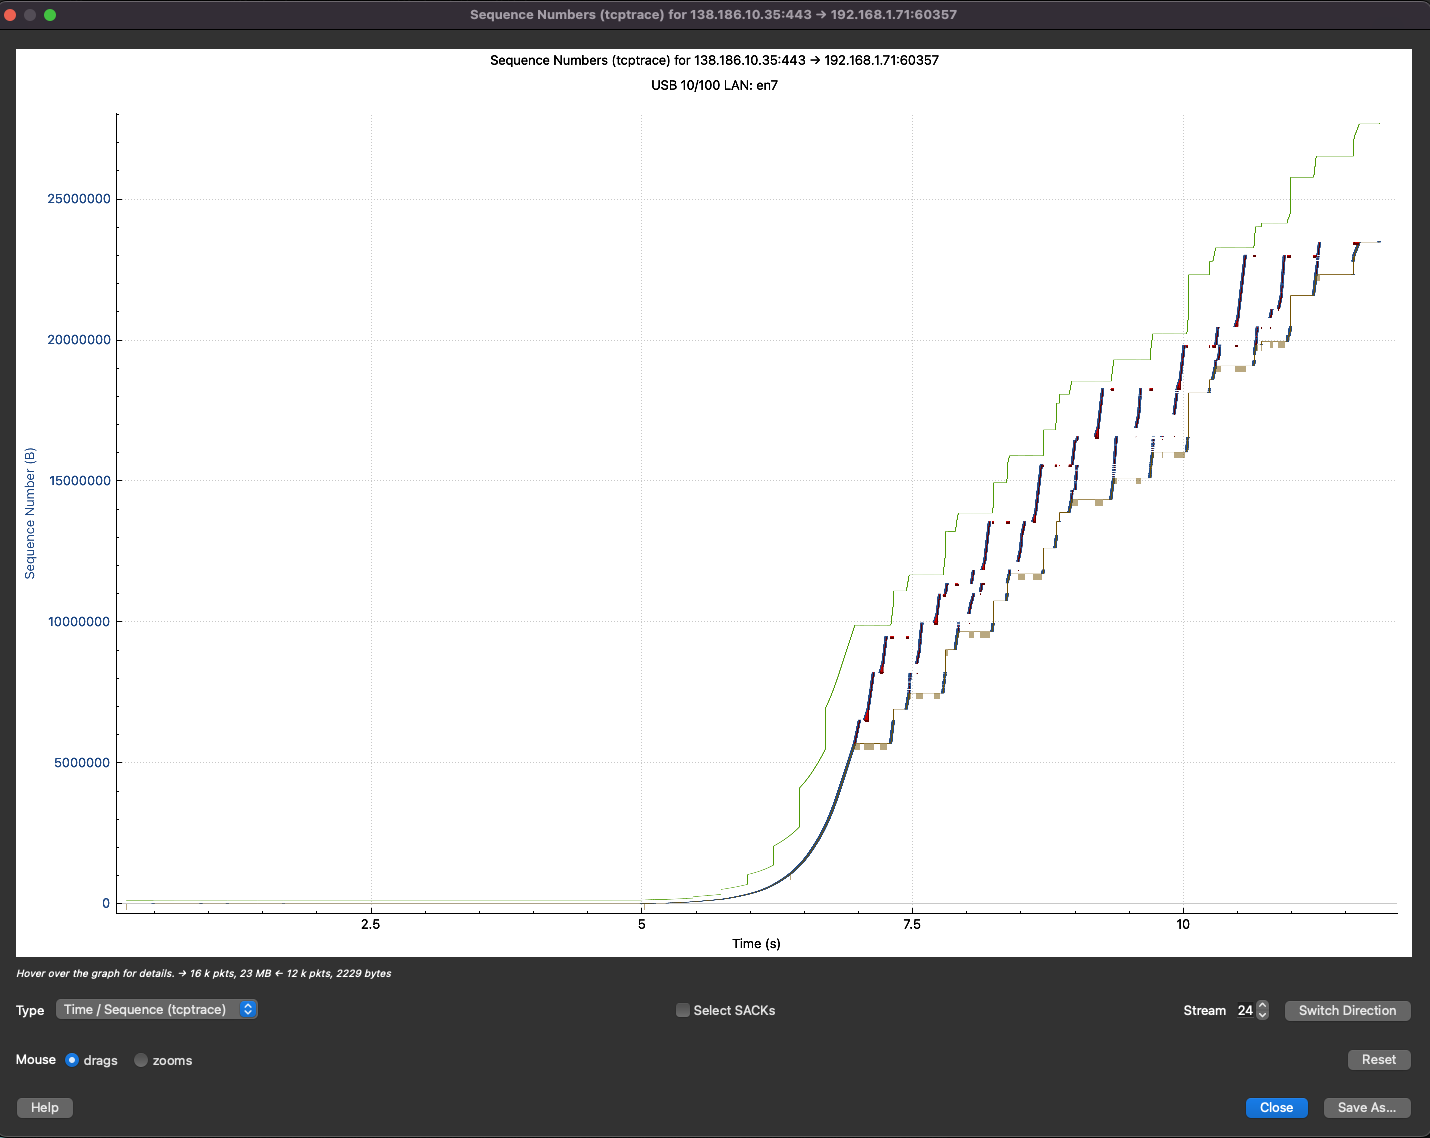 Sequence Numbers (tcptrace) for 138.186.10.35:443 → 192.168.1.71:60357
Sequence Numbers (tcptrace) for 138.186.10.35:443 → 192.168.1.71:60357
USB 10/100 LAN: en7
25000000
20000000
15000000
10000000
5000000
0
Sequence Number (B)
2.5 5 7.5 10
Time (s)
Hover over the graph for details. → 16 k pkts, 23 MB ← 12 k pkts, 2229 bytes
Type Time / Sequence (tcptrace) Select SACKs Stream 24 Switch Direction
Mouse drags zooms Reset
Help Close Save As...